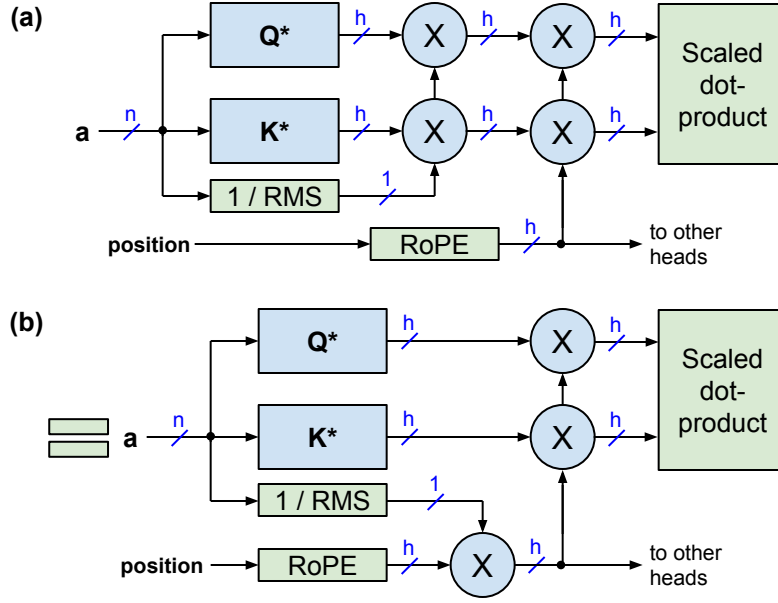 (a)
Q*
h
X
h
X
h
Scaled
dot-
product
a
n
K*
h
X
h
X
h
1 / RMS
1
position
RoPE
h
to other
heads
(b)
Q*
h
X
h
Scaled
dot-
product
a
n
K*
h
X
h
1 / RMS
1
position
RoPE
h
X
h
to other
heads